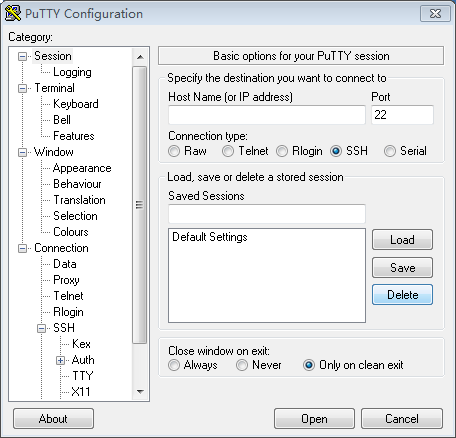 PuTTY Configuration
Category:
Session
Logging
Terminal
Keyboard
Bell
Features
Window
Appearance
Behaviour
Translation
Selection
Colours
Connection
Data
Proxy
Telnet
Rlogin
SSH
Kex
Auth
TTY
X11
Basic options for your PuTTY session
Specify the destination you want to connect to
Host Name (or IP address) Port
22
Connection type:
Raw Telnet Rlogin SSH Serial
Load, save or delete a stored session
Saved Sessions
Default Settings
Load
Save
Delete
Close window on exit:
Always Never Only on clean exit
About Open Cancel